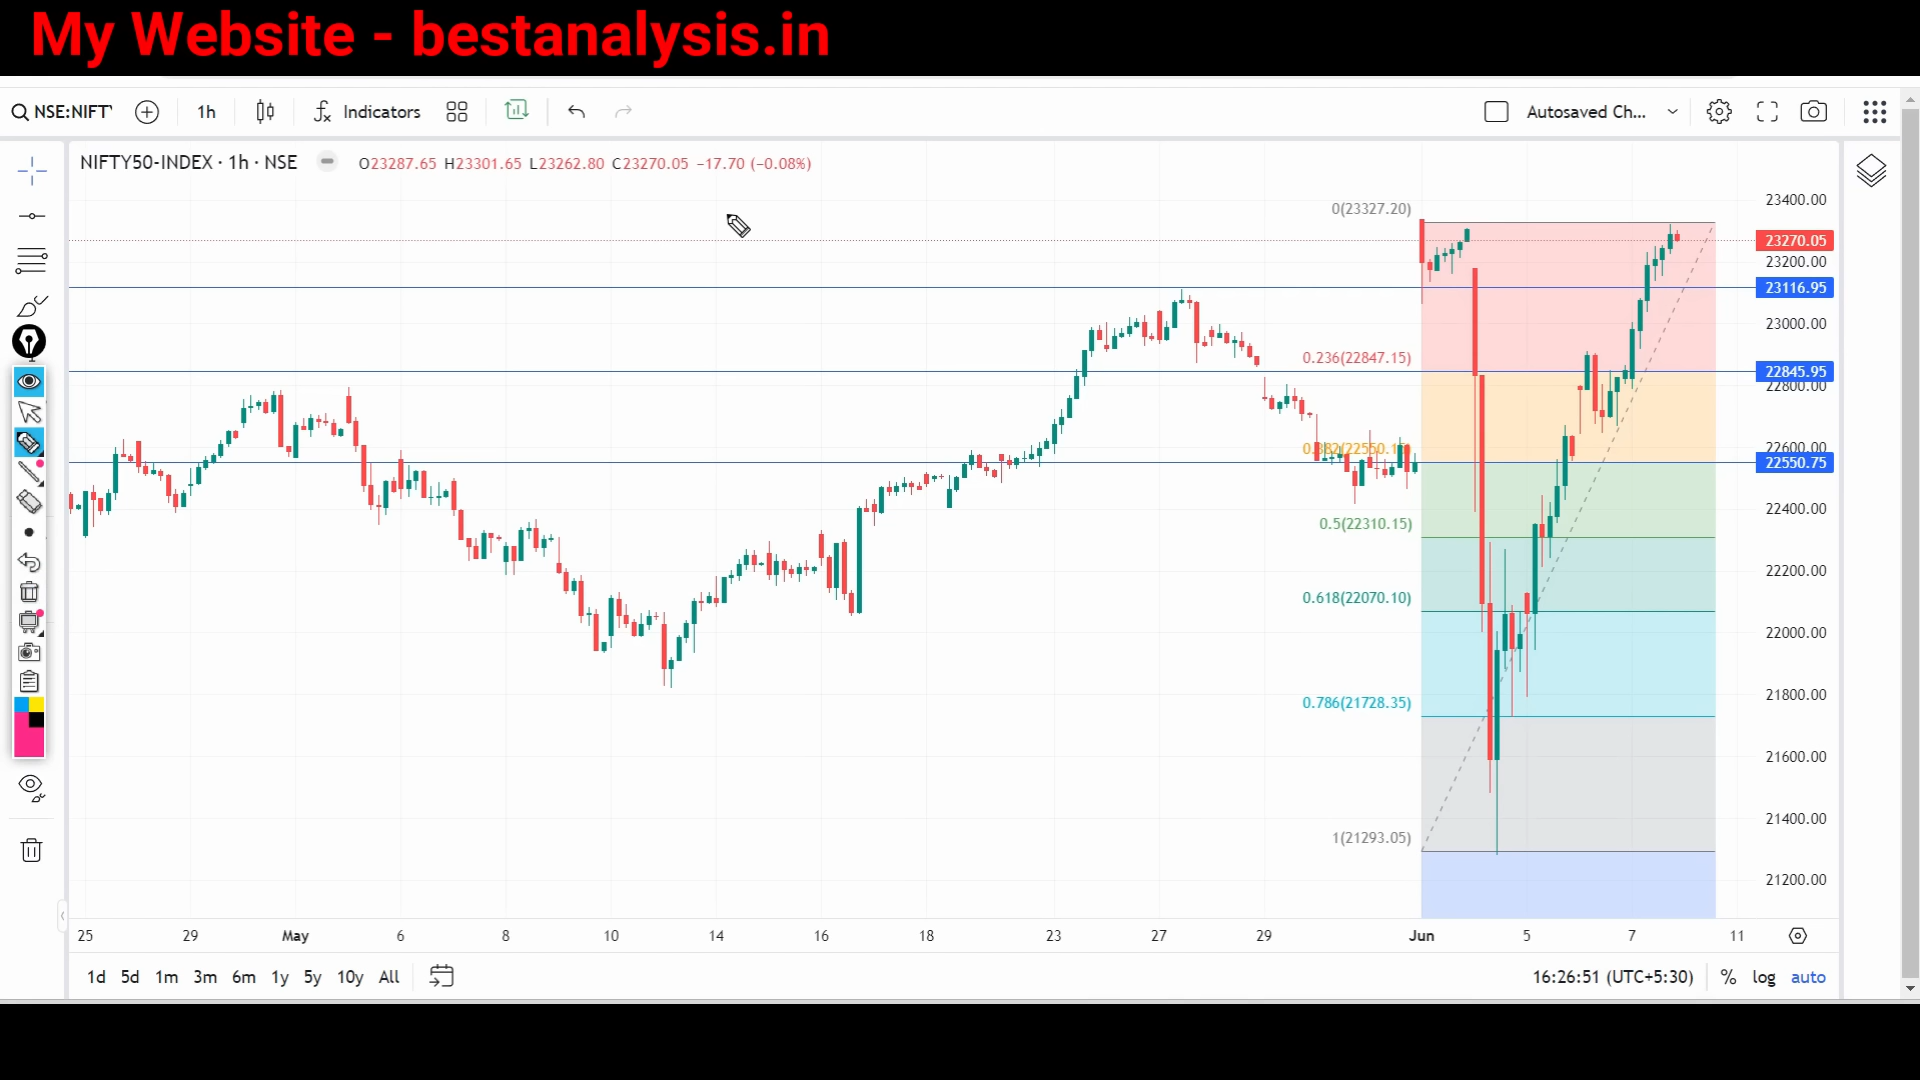 My Website - bestanalysis.in
NSE:NIFT
1h
Indicators
Autosaved Ch...
NIFTY50-INDEX · 1h · NSE
O23287.65 H23301.65 L23262.80 C23270.05 −17.70 (−0.08%)
23400.00
0(23327.20)
23270.05
23200.00
23116.95
23000.00
0.236(22847.15)
22845.95
22800.00
22600.00
22550.75
22400.00
0.5(22310.15)
22200.00
0.618(22070.10)
22000.00
0.786(21728.35)
21800.00
21600.00
1(21293.05)
21400.00
21200.00
25 29 May 6 8 10 14 16 18 23 27 29 Jun 5 7 11
1d 5d 1m 3m 6m 1y 5y 10y All
16:26:51 (UTC+5:30) % log auto